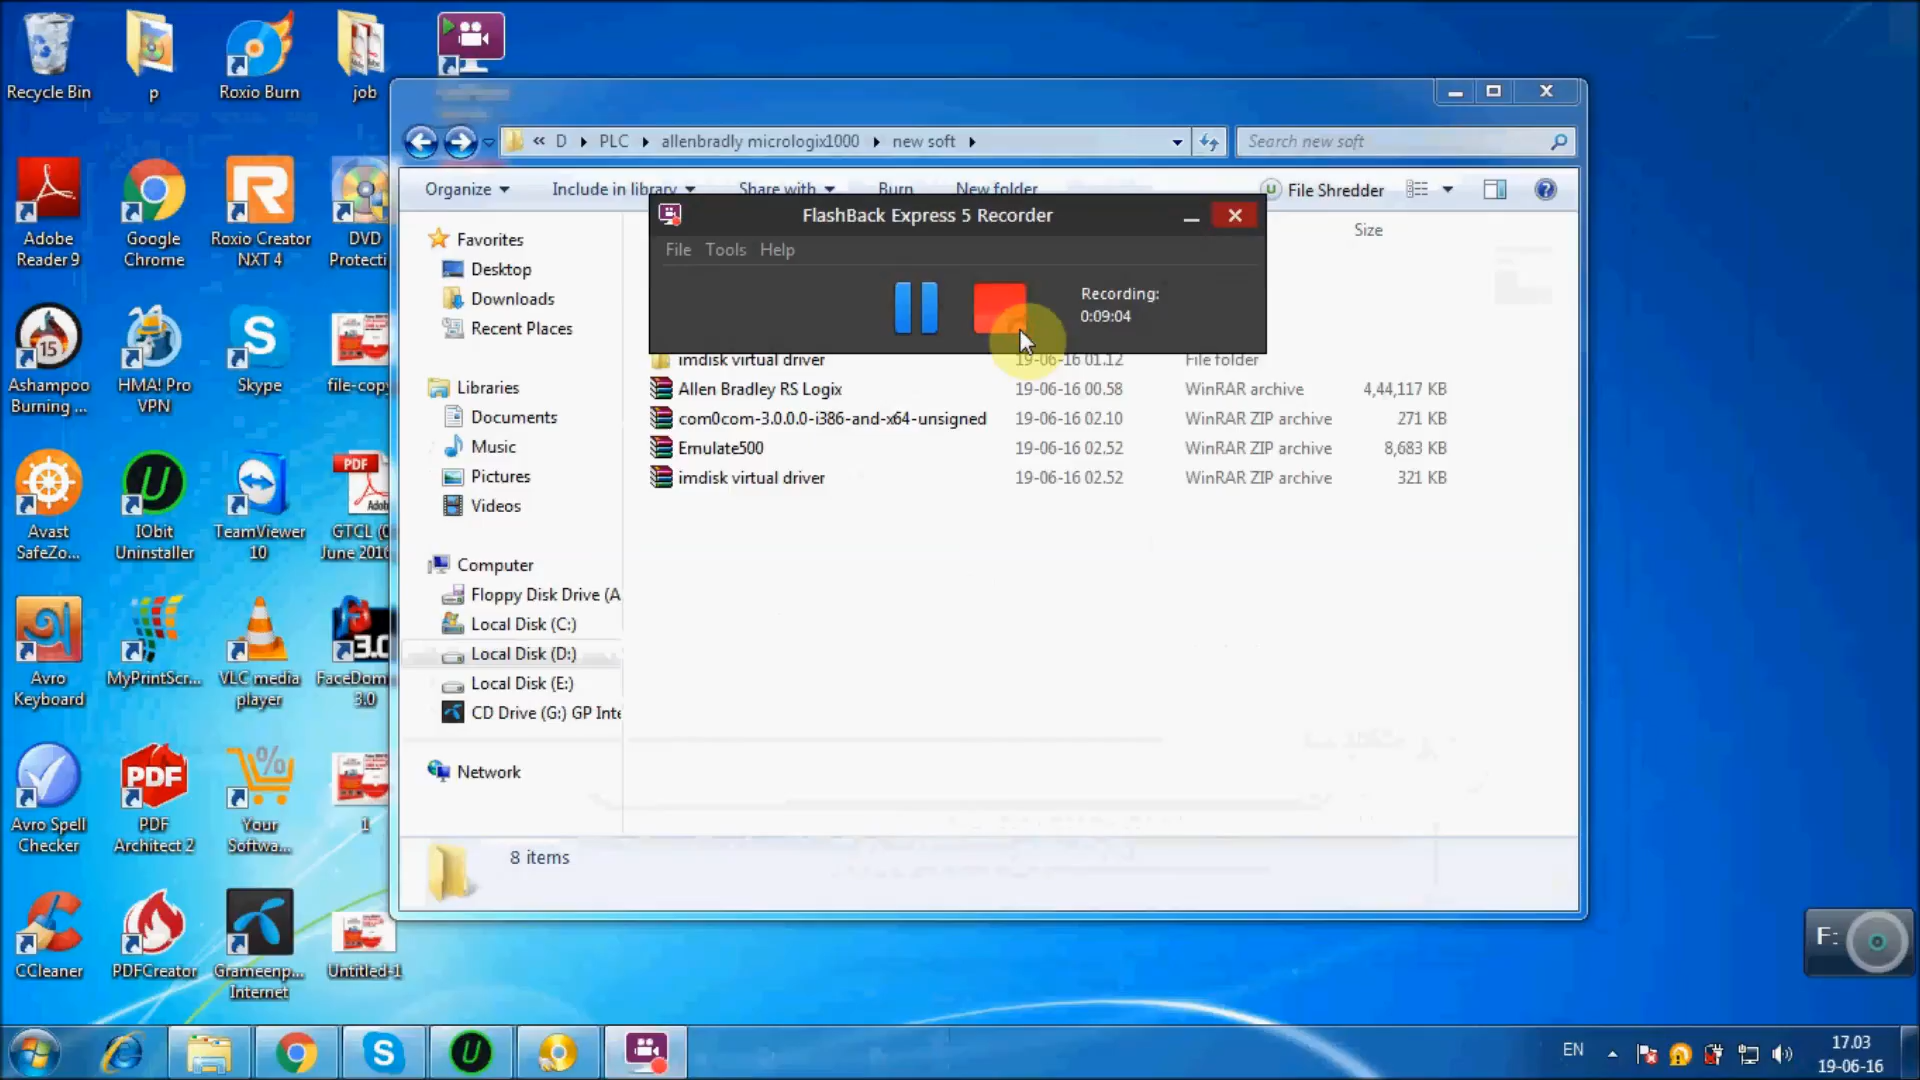 Recycle Bin
p
Roxio Burn
job
« D ▸ PLC ▸ allenbradly micrologix1000 ▸ new soft ▸
Search new soft
Organize
Include in library
Share with
Burn
New folder
File Shredder
FlashBack Express 5 Recorder
File Tools Help
Recording:
0:09:04
Size
Favorites
Desktop
Downloads
Recent Places
Libraries
Documents
Music
Pictures
Videos
Computer
Floppy Disk Drive (A
Local Disk (C:)
Local Disk (D:)
Local Disk (E:)
CD Drive (G:) GP Inte
Network
imdisk virtual driver 19-06-16 01.12 File folder
Allen Bradley RS Logix 19-06-16 00.58 WinRAR archive 4,44,117 KB
com0com-3.0.0.0-i386-and-x64-unsigned 19-06-16 02.10 WinRAR ZIP archive 271 KB
Emulate500 19-06-16 02.52 WinRAR ZIP archive 8,683 KB
imdisk virtual driver 19-06-16 02.52 WinRAR ZIP archive 321 KB
8 items
Adobe
Reader 9
Google
Chrome
Roxio Creator
NXT 4
DVD
Protecti
15
Ashampoo
Burning ...
HMA! Pro
VPN
Skype
file-copy
Avast
SafeZo...
IObit
Uninstaller
TeamViewer
10
PDF
Adob
GTCL (
June 2016
Avro
Keyboard
MyPrintScr...
VLC media
player
3.0
FaceDom
3.0
Avro Spell
Checker
PDF
PDF
Architect 2
Your
Softwa...
1
CCleaner
PDFCreator
Grameenp...
Internet
Untitled-1
F:
EN
17.03
19-06-16